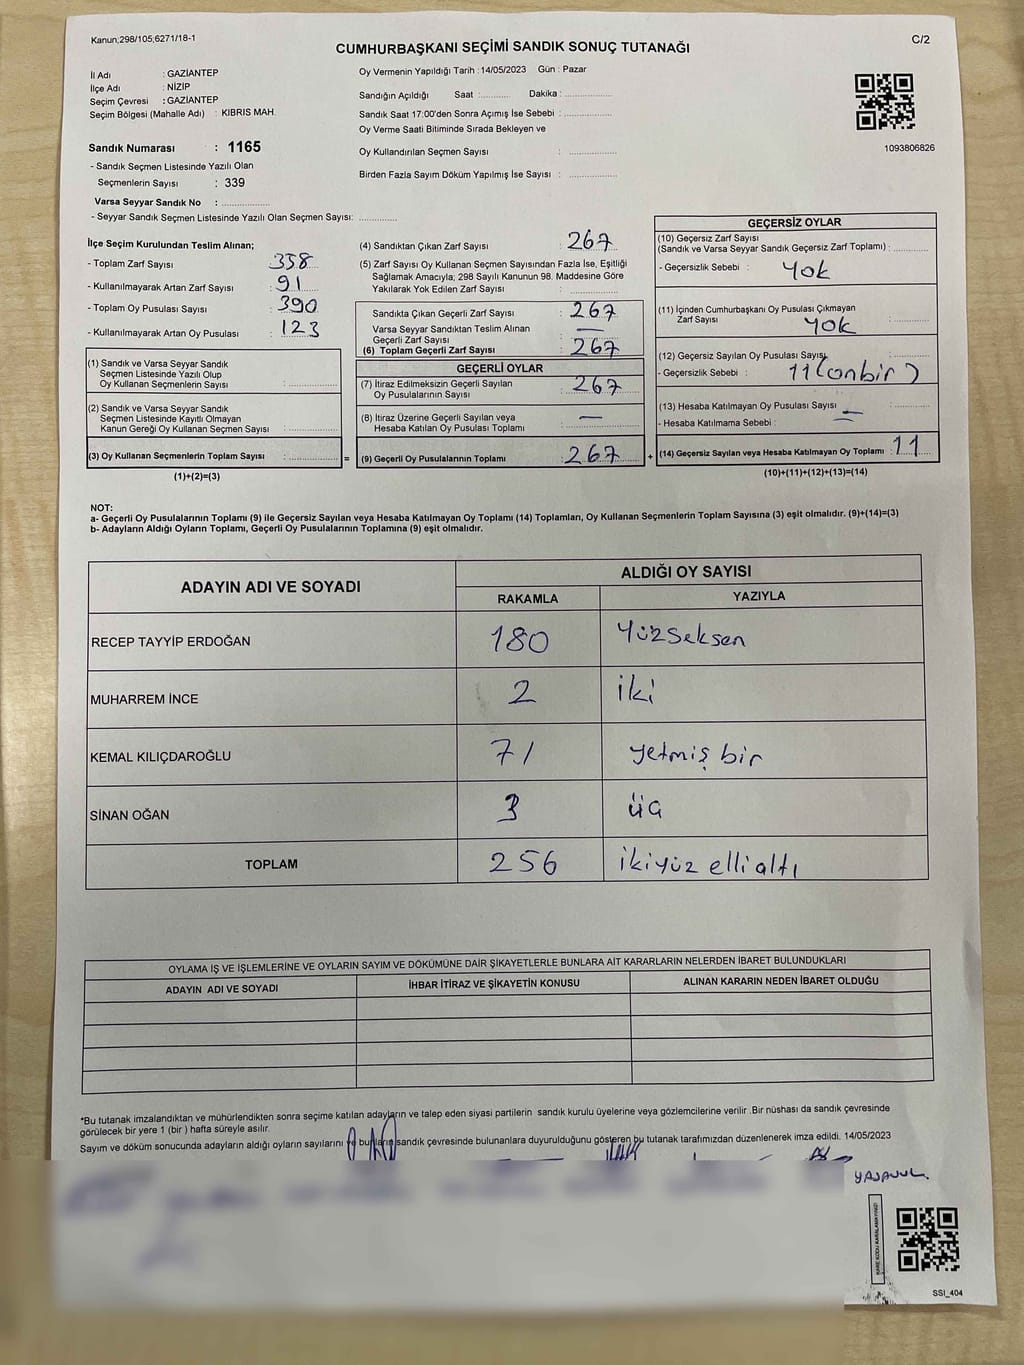 Kanun;298/105;6271/18-1
C/2
CUMHURBAŞKANI SEÇİMİ SANDIK SONUÇ TUTANAĞI
İl Adı : GAZİANTEP
İlçe Adı : NİZİP
Seçim Çevresi : GAZİANTEP
Seçim Bölgesi (Mahalle Adı) : KIBRIS MAH.
Oy Vermenin Yapıldığı Tarih :14/05/2023 Gün : Pazar
Sandığın Açıldığı Saat :........... Dakika :...................
Sandık Saat 17:00'den Sonra Açımış İse Sebebi :...................
Oy Verme Saati Bitiminde Sırada Bekleyen ve
Oy Kullandırılan Seçmen Sayısı : ...................
Birden Fazla Sayım Döküm Yapılmış İse Sayısı : ...................
1093806826
Sandık Numarası : 1165
- Sandık Seçmen Listesinde Yazılı Olan
Seçmenlerin Sayısı : 339
Varsa Seyyar Sandık No : ...................
- Seyyar Sandık Seçmen Listesinde Yazılı Olan Seçmen Sayısı: ...............
İlçe Seçim Kurulundan Teslim Alınan;
- Toplam Zarf Sayısı : 358
- Kullanılmayarak Artan Zarf Sayısı : 91
- Toplam Oy Pusulası Sayısı : 390
- Kullanılmayarak Artan Oy Pusulası : 123
(1) Sandık ve Varsa Seyyar Sandık
Seçmen Listesinde Yazılı Olup
Oy Kullanan Seçmenlerin Sayısı : ...................
(2) Sandık ve Varsa Seyyar Sandık
Seçmen Listesinde Kayıtlı Olmayan
Kanun Gereği Oy Kullanan Seçmen Sayısı : ...................
(3) Oy Kullanan Seçmenlerin Toplam Sayısı : ...................
(1)+(2)=(3)
=
(4) Sandıktan Çıkan Zarf Sayısı : 267
(5) Zarf Sayısı Oy Kullanan Seçmen Sayısından Fazla İse, Eşitliği
Sağlamak Amacıyla; 298 Sayılı Kanunun 98. Maddesine Göre
Yakılarak Yok Edilen Zarf Sayısı : ...................
Sandıkta Çıkan Geçerli Zarf Sayısı : 267
Varsa Seyyar Sandıktan Teslim Alınan
Geçerli Zarf Sayısı : —
(6) Toplam Geçerli Zarf Sayısı : 267
GEÇERLİ OYLAR
(7) İtiraz Edilmeksizin Geçerli Sayılan
Oy Pusulalarının Sayısı : 267
(8) İtiraz Üzerine Geçerli Sayılan veya
Hesaba Katılan Oy Pusulası Toplamı : —
(9) Geçerli Oy Pusulalarının Toplamı : 267
+
GEÇERSİZ OYLAR
(10) Geçersiz Zarf Sayısı
(Sandık ve Varsa Seyyar Sandık Geçersiz Zarf Toplamı) : ...........
- Geçersizlik Sebebi : Yok
(11) İçinden Cumhurbaşkanı Oy Pusulası Çıkmayan
Zarf Sayısı : Yok
(12) Geçersiz Sayılan Oy Pusulası Sayısı
- Geçersizlik Sebebi : 11 (onbir)
(13) Hesaba Katılmayan Oy Pusulası Sayısı : —
- Hesaba Katılmama Sebebi : —
(14) Geçersiz Sayılan veya Hesaba Katılmayan Oy Toplamı : 11
(10)+(11)+(12)+(13)=(14)
NOT:
a- Geçerli Oy Pusulalarının Toplamı (9) ile Geçersiz Sayılan veya Hesaba Katılmayan Oy Toplamı (14) Toplamları, Oy Kullanan Seçmenlerin Toplam Sayısına (3) eşit olmalıdır. (9)+(14)=(3)
b- Adayların Aldığı Oyların Toplamı, Geçerli Oy Pusulalarının Toplamına (9) eşit olmalıdır.
ADAYIN ADI VE SOYADI
ALDIĞI OY SAYISI
RAKAMLA YAZIYLA
RECEP TAYYİP ERDOĞAN 180 Yüzseksen
MUHARREM İNCE 2 iki
KEMAL KILIÇDAROĞLU 71 yetmiş bir
SİNAN OĞAN 3 üç
TOPLAM 256 ikiyüz elli altı
OYLAMA İŞ VE İŞLEMLERİNE VE OYLARIN SAYIM VE DÖKÜMÜNE DAİR ŞİKAYETLERLE BUNLARA AİT KARARLARIN NELERDEN İBARET BULUNDUKLARI
ADAYIN ADI VE SOYADI İHBAR İTİRAZ VE ŞİKAYETİN KONUSU ALINAN KARARIN NEDEN İBARET OLDUĞU
*Bu tutanak imzalandıktan ve mühürlendikten sonra seçime katılan adayların ve talep eden siyasi partilerin sandık kurulu üyelerine veya gözlemcilerine verilir .Bir nüshası da sandık çevresinde
görülecek bir yere 1 (bir ) hafta süreyle asılır.
Sayım ve döküm sonucunda adayların aldığı oyların sayılarını ve bunların sandık çevresinde bulunanlara duyurulduğunu gösteren bu tutanak tarafımızdan düzenlenerek imza edildi. 14/05/2023
SSI_404